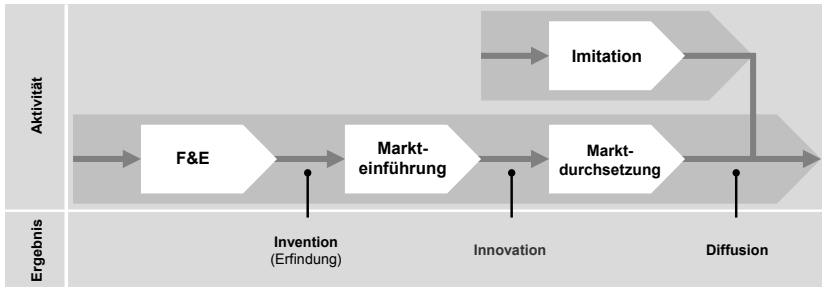 Aktivität
Imitation
F&E
Markt-
einführung
Markt-
durchsetzung
Ergebnis
Invention
(Erfindung)
Innovation
Diffusion